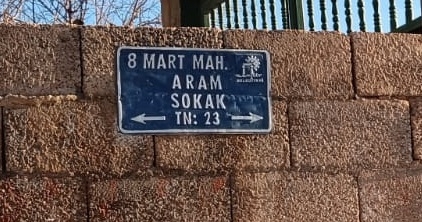 8 MART MAH.
ARAM
SOKAK
TN: 23